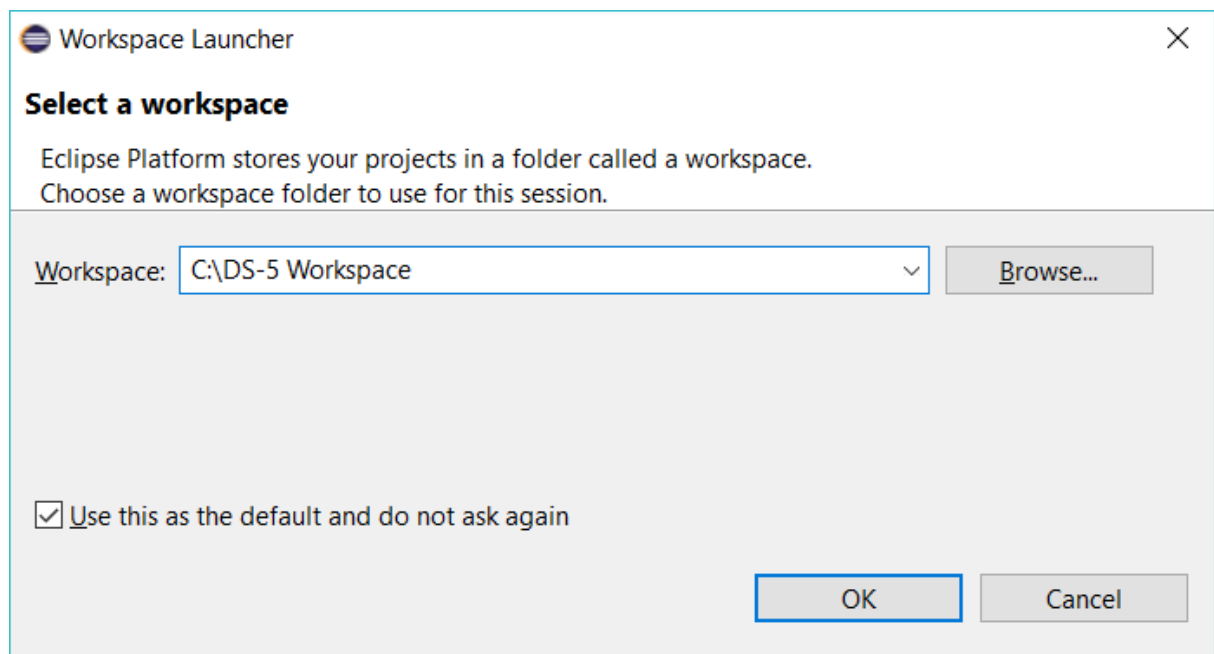 Workspace Launcher
Select a workspace
Eclipse Platform stores your projects in a folder called a workspace.
Choose a workspace folder to use for this session.
Workspace: C:\DS-5 Workspace Browse...
Use this as the default and do not ask again
OK Cancel